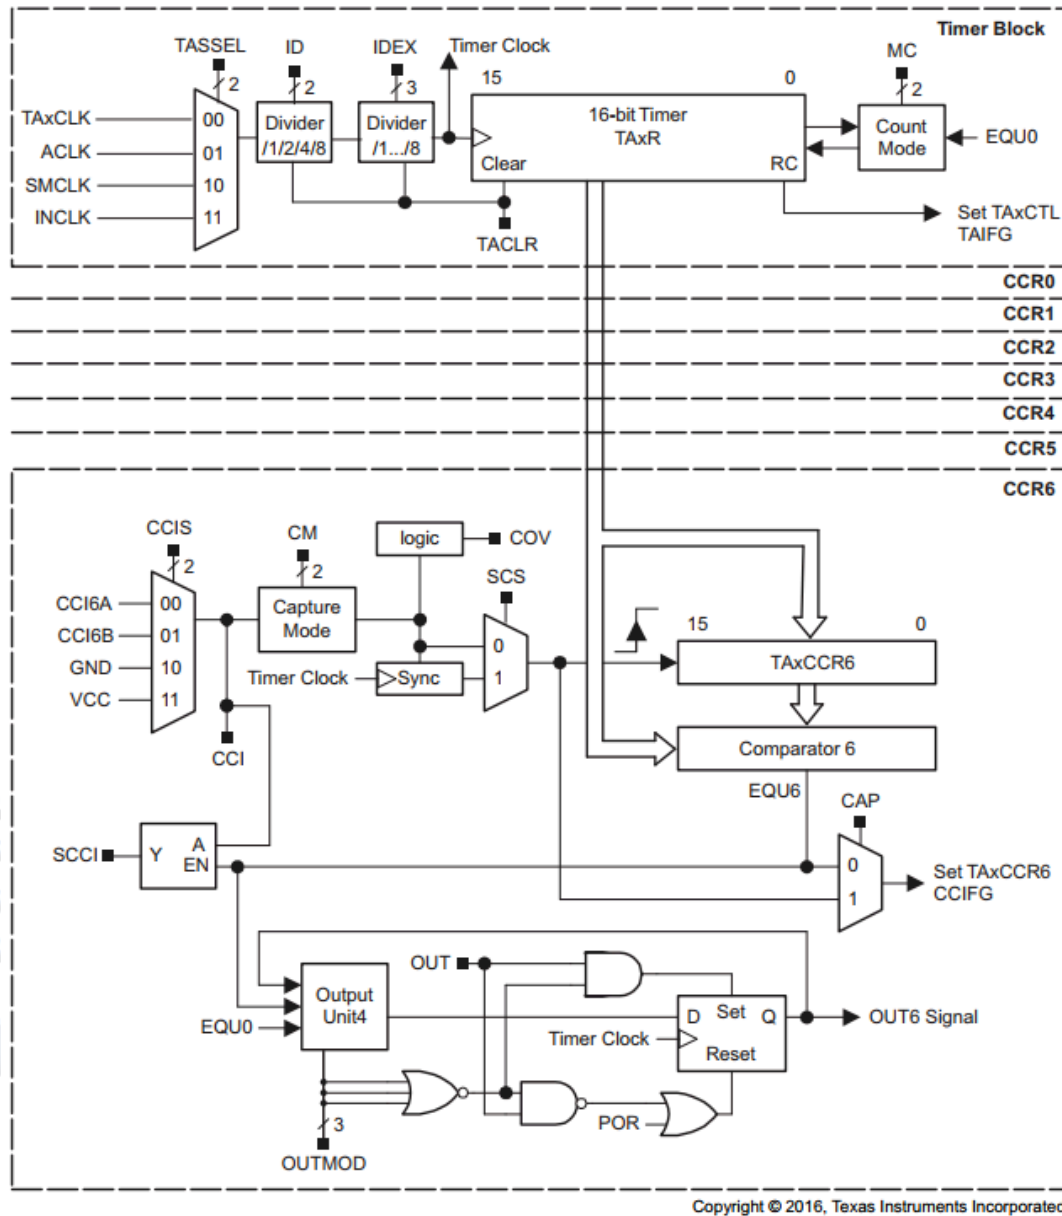 Timer Block
TASSEL
ID
IDEX
Timer Clock
15
0
MC
2
2
3
2
TAxCLK
00
Divider
/1/2/4/8
Divider
/1.../8
16-bit Timer
TAxR
Count
Mode
EQU0
ACLK
01
Clear
RC
SMCLK
10
INCLK
11
TACLR
Set TAxCTL
TAIFG
CCR0
CCR1
CCR2
CCR3
CCR4
CCR5
CCR6
CCIS
CM
logic
COV
2
2
SCS
CCI6A
00
Capture
Mode
15
0
CCI6B
01
0
TAxCCR6
GND
10
Timer Clock
Sync
1
VCC
11
CCI
Comparator 6
EQU6
CAP
SCCI
Y
A
EN
0
Set TAxCCR6
CCIFG
1
OUT
Output
Unit4
EQU0
D
Set
Q
OUT6 Signal
Timer Clock
Reset
POR
3
OUTMOD
Copyright © 2016, Texas Instruments Incorporated